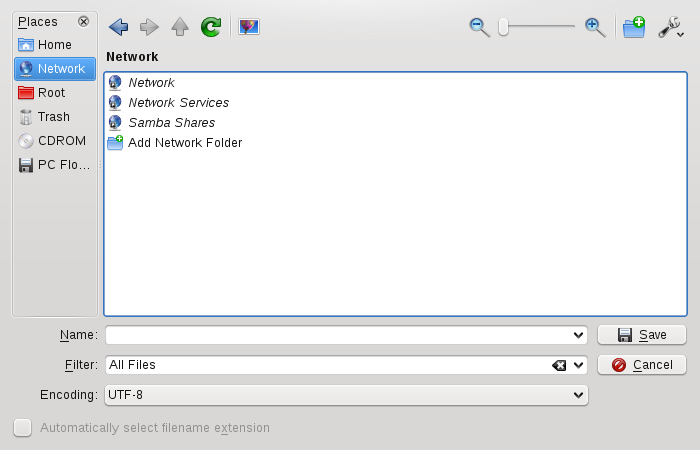 Places
Home
Network
Root
Trash
CDROM
PC Flo...
Network
Network
Network Services
Samba Shares
Add Network Folder
Name:
Save
Filter: All Files
Cancel
Encoding: UTF-8
Automatically select filename extension